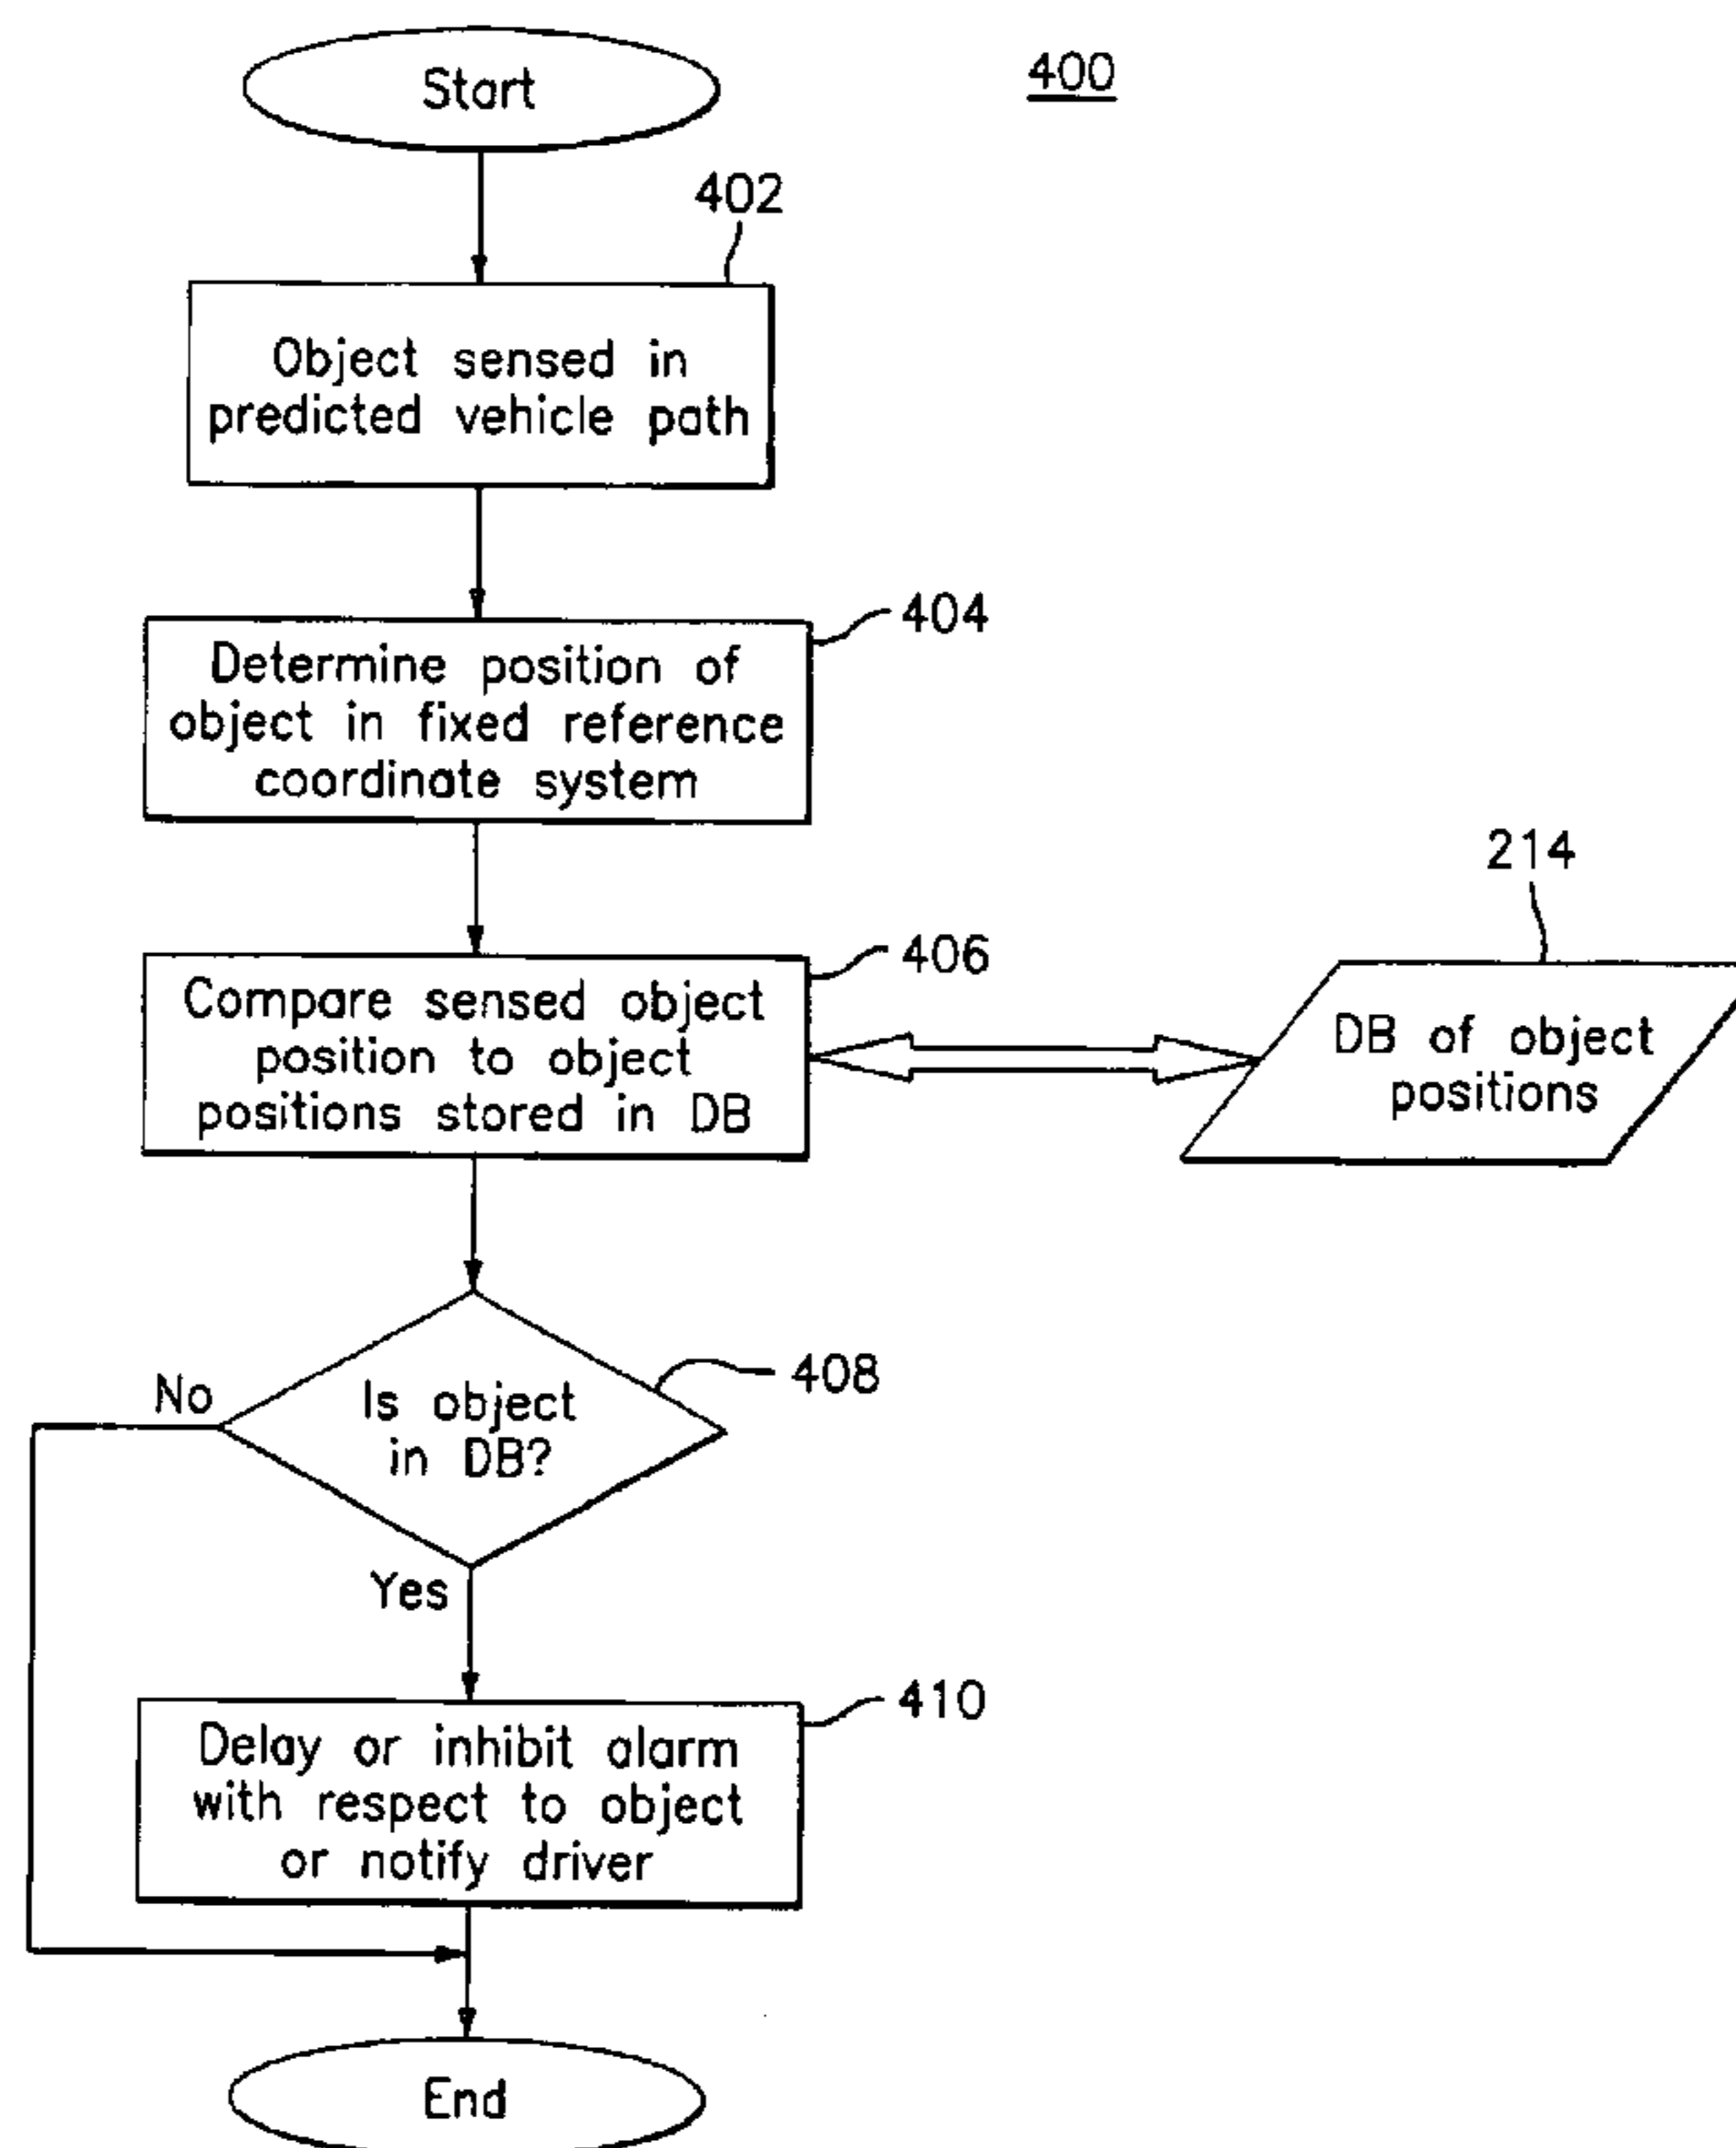 Start
400
402
Object sensed in
predicted vehicle path
404
Determine position of
object in fixed reference
coordinate system
214
406
Compare sensed object
position to object
positions stored in DB
DB of object
positions
408
No
Is object
in DB?
Yes
410
Delay or inhibit alarm
with respect to object
or notify driver
End